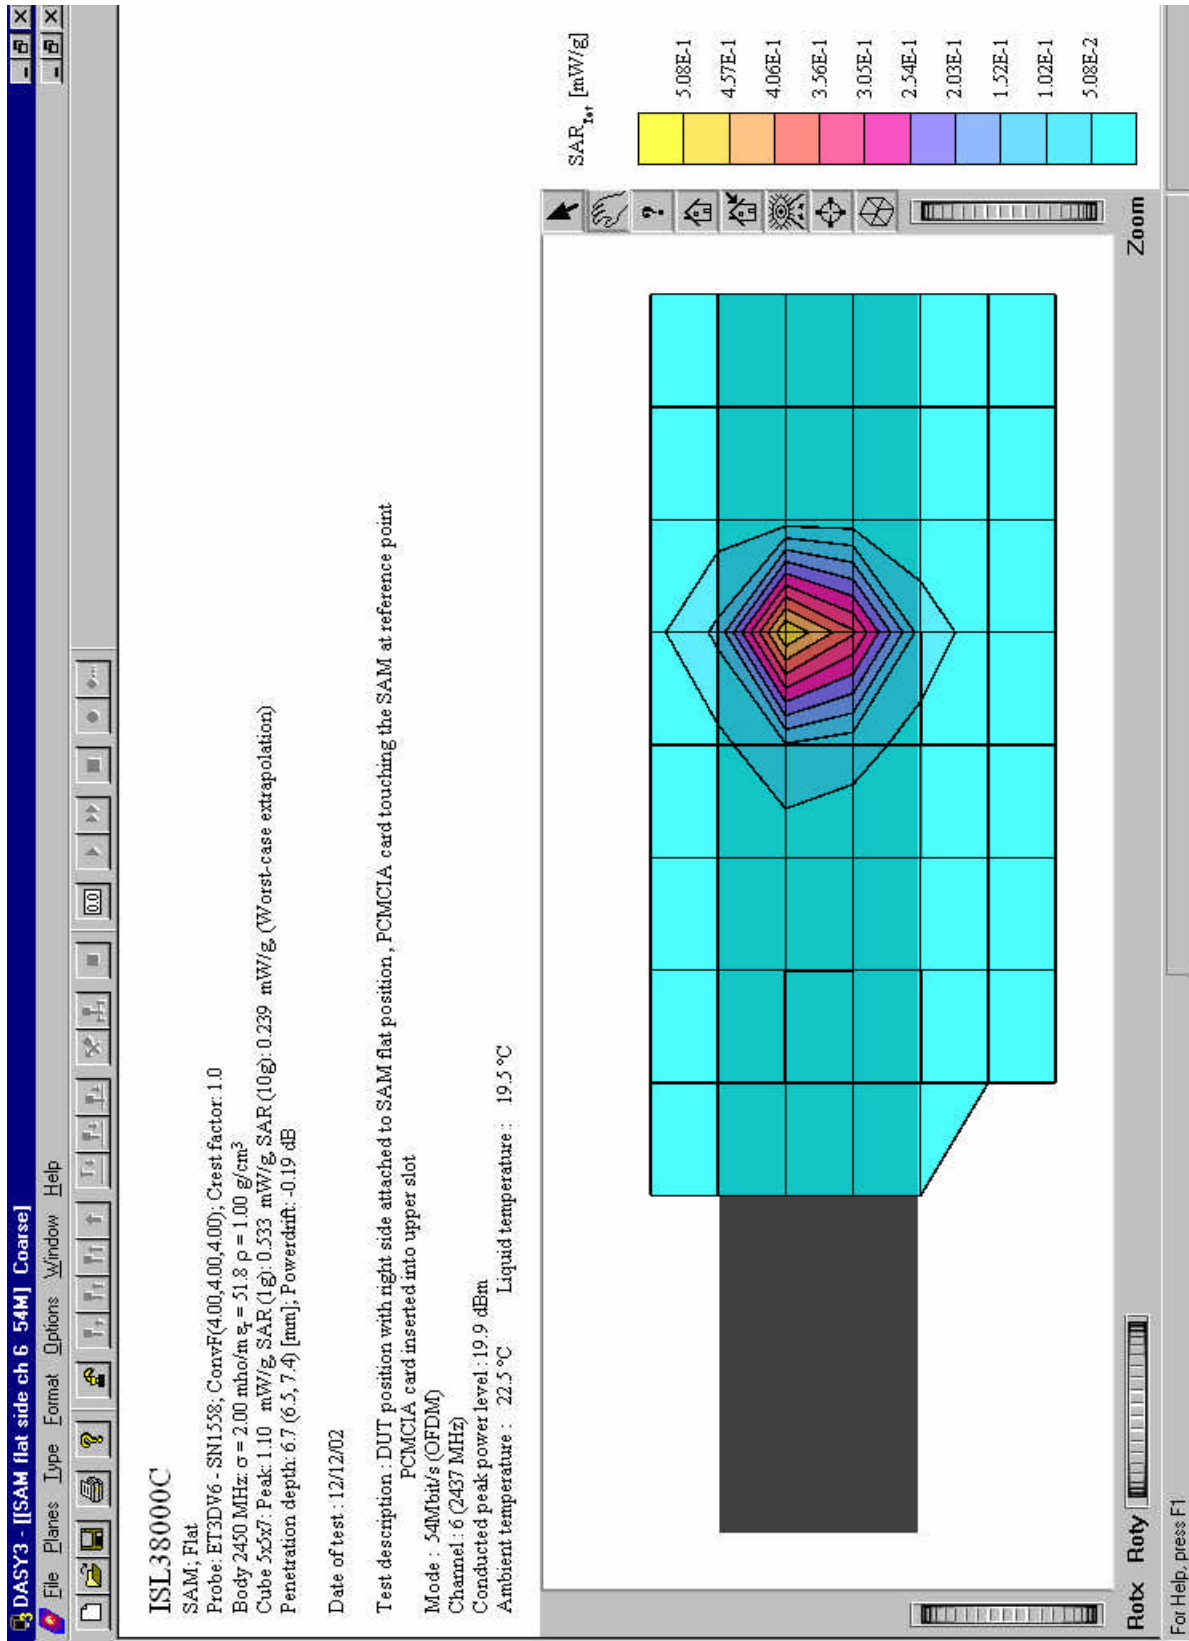 DASY3 - [[SAM flat side ch 6 54M] Coarse]
File Planes Type Format Options Window Help
ISL38000C
SAM; Flat
Probe: ET3DV6 - SN1558; ConvF(4.00,4.00,4.00); Crest factor: 1.0
Body 2450 MHz: σ = 2.00 mho/m εr = 51.8 ρ = 1.00 g/cm³
Cube 5x5x7: Peak: 1.10 mW/g, SAR (1g): 0.533 mW/g, SAR (10g): 0.239 mW/g, (Worst-case extrapolation)
Penetration depth: 6.7 (6.5, 7.4) [mm]; Powerdrift: -0.19 dB
Date of test : 12/12/02
Test description : DUT position with right side attached to SAM flat position , PCMCIA card touching the SAM at reference point
PCMCIA card inserted into upper slot
Mode : 54Mbit/s (OFDM)
Channel : 6 (2437 MHz)
Conducted peak power level : 19.9 dBm
Ambient temperature : 22.5 °C Liquid temperature : 19.5 °C
SARTot [mW/g]
5.08E-1
4.57E-1
4.06E-1
3.56E-1
3.05E-1
2.54E-1
2.03E-1
1.52E-1
1.02E-1
5.08E-2
Rotx Roty Zoom
For Help, press F1